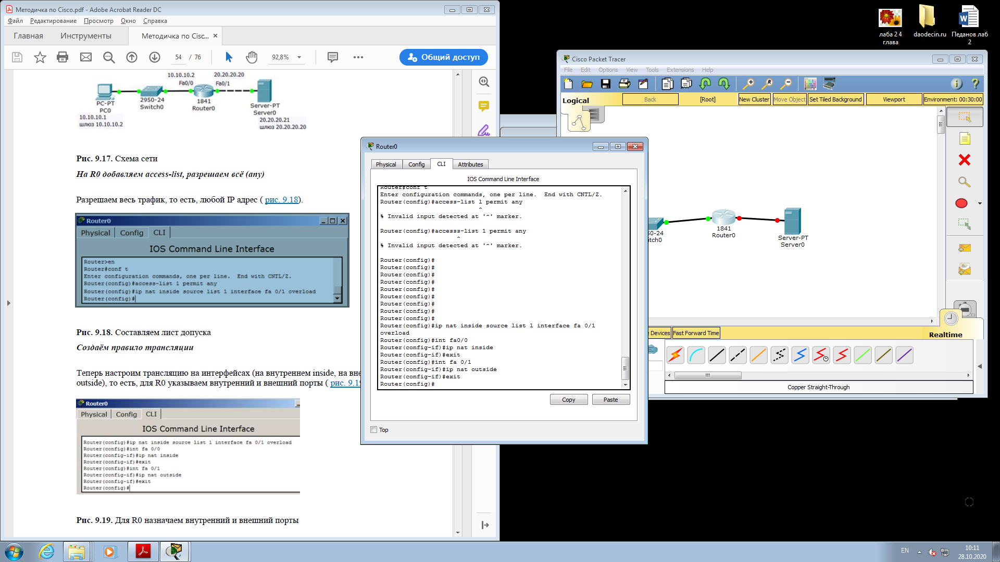 Методичка по Cisco.pdf - Adobe Acrobat Reader DC
Файл Редактирование Просмотр Окно Справка
Главная Инструменты Методичка по Cisc... ×
54 / 76 92,8% Общий доступ
10.10.10.2 20.20.20.20
Fa0/0 Fa0/1
PC-PT
PC0
2950-24
Switch0
1841
Router0
Server-PT
Server0
10.10.10.1
шлюз 10.10.10.2
20.20.20.21
шлюз 20.20.20.20
Рис. 9.17. Схема сети
На R0 добавляем access-list, разрешаем всё (any)
Разрешаем весь трафик, то есть, любой IP адрес ( рис. 9.18).
Router0
Physical Config CLI
IOS Command Line Interface
Router>en
Router#conf t
Enter configuration commands, one per line. End with CNTL/Z.
Router(config)#access-list 1 permit any
Router(config)#ip nat inside source list 1 interface fa 0/1 overload
Router(config)#
Рис. 9.18. Составляем лист допуска
Создаём правило трансляции
Теперь настроим трансляцию на интерфейсах (на внутреннем inside, на вне
outside), то есть, для R0 указываем внутренний и внешний порты ( рис. 9.19
Router0
Physical Config CLI
IOS Command Line Interface
Router(config)#ip nat inside source list 1 interface fa 0/1 overload
Router(config)#int fa 0/0
Router(config-if)#ip nat inside
Router(config-if)#exit
Router(config)#int fa 0/1
Router(config-if)#ip nat outside
Router(config-if)#exit
Router(config)#
Рис. 9.19. Для R0 назначаем внутренний и внешний порты
Router0
Physical Config CLI Attributes
IOS Command Line Interface
Router#conf t
Enter configuration commands, one per line. End with CNTL/Z.
Router(config)#access-list l permit any
^
% Invalid input detected at '^' marker.
Router(config)#accesss-list 1 permit any
^
% Invalid input detected at '^' marker.
Router(config)#
Router(config)#
Router(config)#
Router(config)#
Router(config)#
Router(config)#
Router(config)#
Router(config)#
Router(config)#
Router(config)#ip nat inside source list l interface fa 0/1
overload
Router(config)#int fa0/0
Router(config-if)#ip nat inside
Router(config-if)#exit
Router(config)#int fa 0/1
Router(config-if)#ip nat outside
Router(config-if)#exit
Router(config)#
Copy Paste
Top
лаба 2 4
глава
daodecin.ru
Педанов лаб
2
Cisco Packet Tracer
File Edit Options View Tools Extensions Help
Logical Back [Root] New Cluster Move Object Set Tiled Background Viewport Environment: 00:30:00
50-24
itch0
1841
Router0
Server-PT
Server0
e Devices Fast Forward Time Realtime
Copper Straight-Through
EN
10:11
28.10.2020